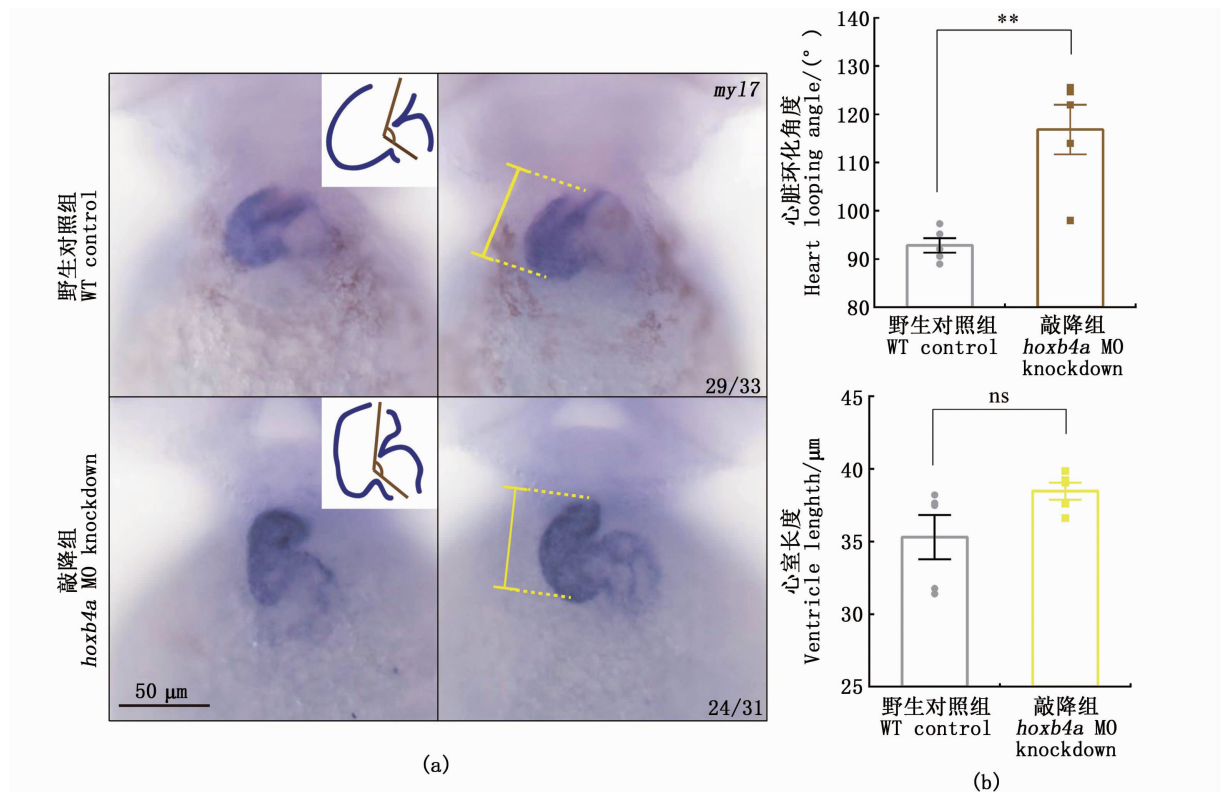 野生对照组
WT control
myl7
29/33
敲降组
hoxb4a MO knockdown
50 μm
24/31
(a)
心脏环化角度
Heart looping angle/(°)
140
130
120
110
100
90
80
**
野生对照组
WT control
敲降组
hoxb4a MO
knockdown
心室长度
Ventricle lenghth/μm
45
40
35
30
25
ns
野生对照组
WT control
敲降组
hoxb4a MO
knockdown
(b)